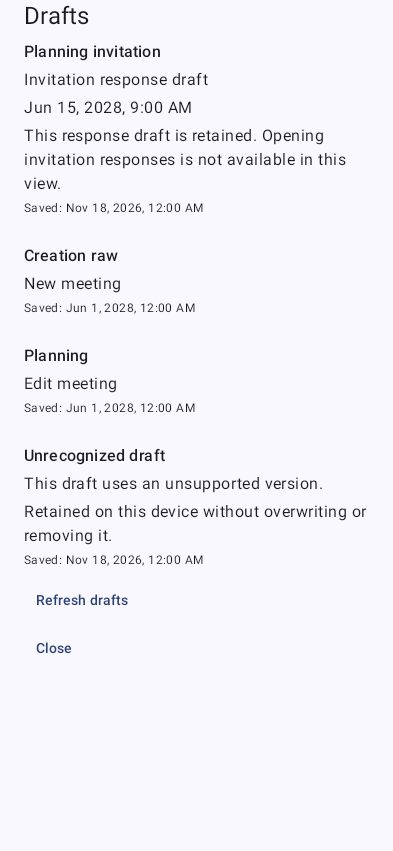 Drafts
Planning invitation
Invitation response draft
Jun 15, 2028, 9:00 AM
This response draft is retained. Opening
invitation responses is not available in this
view.
Saved: Nov 18, 2026, 12:00 AM
Creation raw
New meeting
Saved: Jun 1, 2028, 12:00 AM
Planning
Edit meeting
Saved: Jun 1, 2028, 12:00 AM
Unrecognized draft
This draft uses an unsupported version.
Retained on this device without overwriting or
removing it.
Saved: Nov 18, 2026, 12:00 AM
Refresh drafts
Close